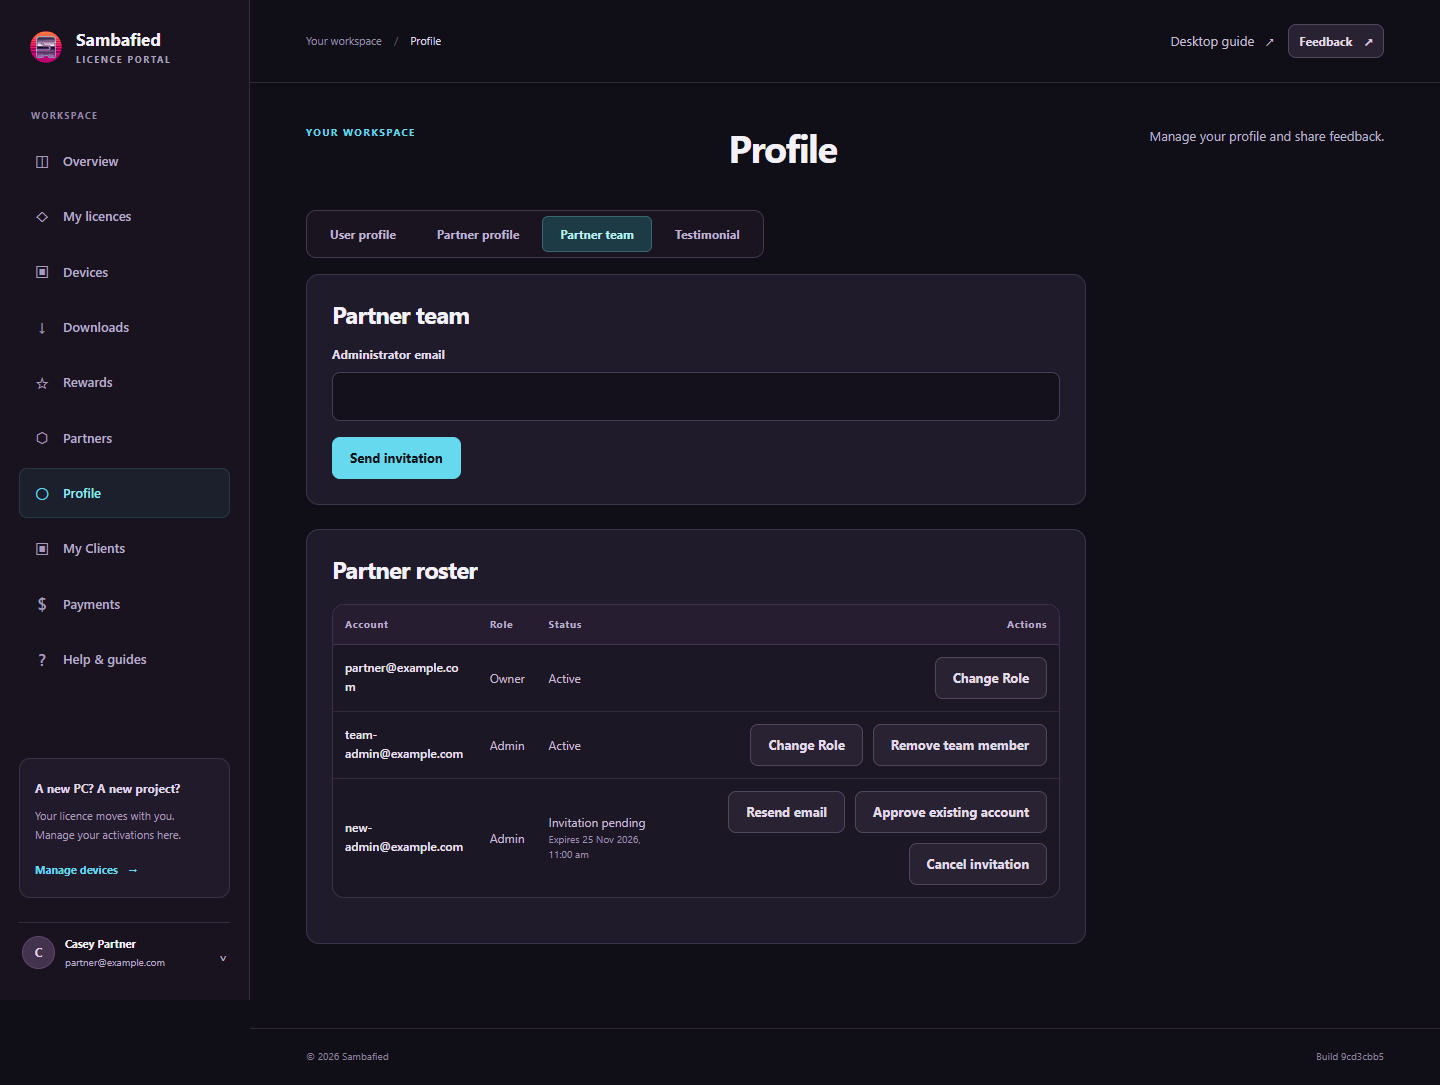 Sambafied
LICENCE PORTAL
WORKSPACE
Overview
My licences
Devices
Downloads
Rewards
Partners
Profile
My Clients
Payments
Help & guides
A new PC? A new project?
Your licence moves with you.
Manage your activations here.
Manage devices →
C
Casey Partner
partner@example.com
Your workspace / Profile
Desktop guide ↗
Feedback ↗
YOUR WORKSPACE
Profile
Manage your profile and share feedback.
User profile
Partner profile
Partner team
Testimonial
Partner team
Administrator email
Send invitation
Partner roster
Account Role Status Actions
partner@example.co
m
Owner Active Change Role
team-
admin@example.com
Admin Active Change Role Remove team member
new-
admin@example.com
Admin
Invitation pending
Expires 25 Nov 2026,
11:00 am
Resend email Approve existing account
Cancel invitation
© 2026 Sambafied
Build 9cd3cbb5